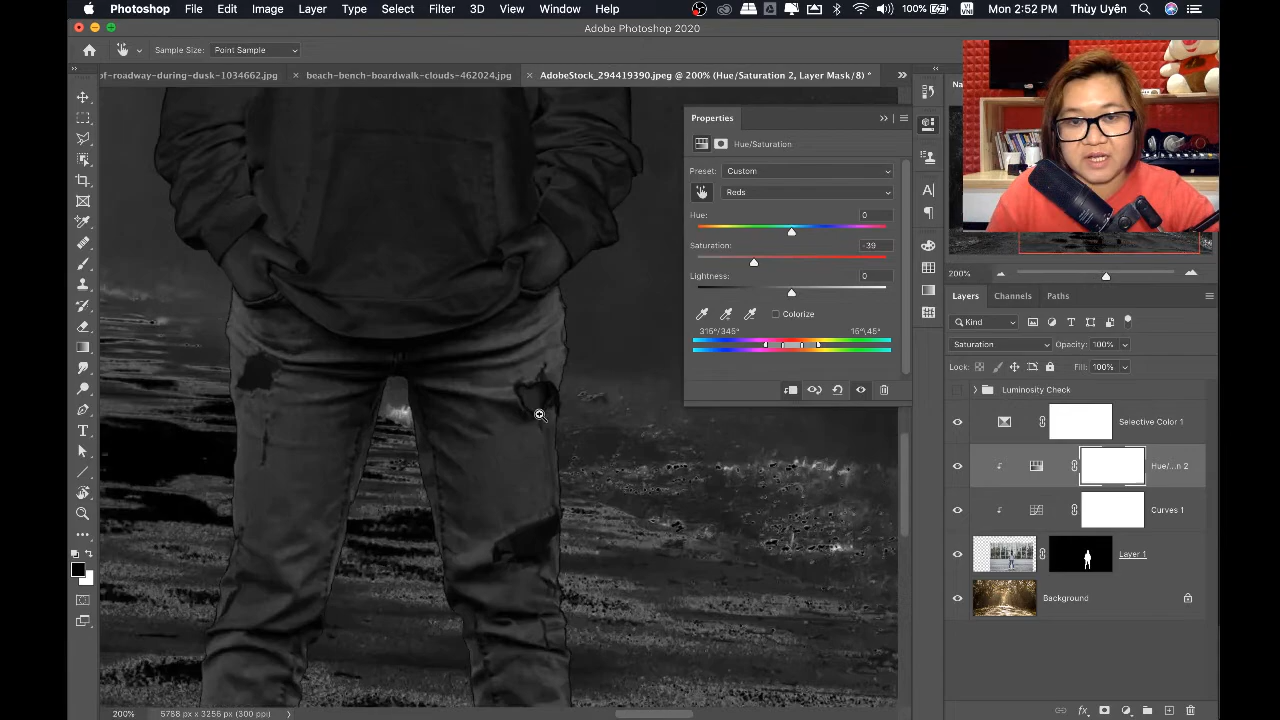 Photoshop File Edit Image Layer Type Select Filter 3D View Window Help 100% VI VNI Mon 2:52 PM Thùy Uyên
Adobe Photoshop 2020
Sample Size: Point Sample
of-roadway-during-dusk-1034662.jpg × beach-bench-boardwalk-clouds-462024.jpg × AdobeStock_294419390.jpeg @ 200% (Hue/Saturation 2, Layer Mask/8) *
Properties
Hue/Saturation
Preset: Custom
Reds
Hue: 0
Saturation: -39
Lightness: 0
Colorize
316°/345° 15°\45°
200%
Layers Channels Paths
Kind
Saturation Opacity: 100%
Lock: Fill: 100%
Luminosity Check
Selective Color 1
Hue/...n 2
Curves 1
Layer 1
Background
200% 5788 px x 3256 px (300 ppi)